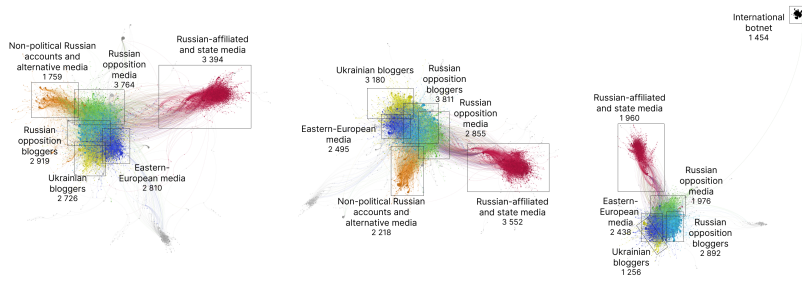 Non-political Russian
accounts and
alternative media
1 759
Russian
opposition
media
3 764
Russian-affiliated
and state media
3 394
Russian
opposition
bloggers
2 919
Ukrainian
bloggers
2 726
Eastern-
European media
2 810
Ukrainian bloggers
3 180
Russian
opposition
bloggers
3 811
Russian
opposition
media
2 855
Eastern-European
media
2 495
Non-political Russian
accounts and
alternative media
2 218
Russian-affiliated
and state media
3 552
International
botnet
1 454
Russian-affiliated
and state media
1 960
Russian
opposition
media
1 976
Eastern-
European
media
2 438
Russian
opposition
bloggers
2 892
Ukrainian
bloggers
1 256